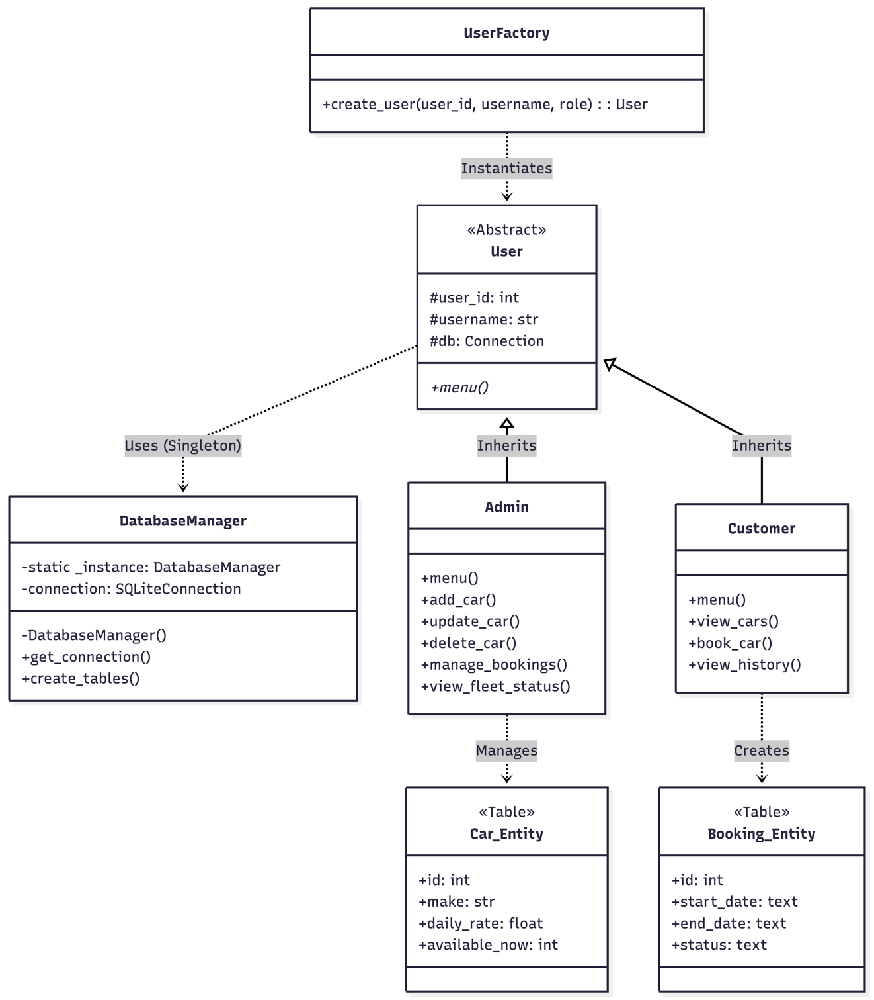 UserFactory
+create_user(user_id, username, role) : : User
Instantiates
«Abstract»
User
#user_id: int
#username: str
#db: Connection
+menu()
Uses (Singleton)
Inherits
Inherits
DatabaseManager
-static _instance: DatabaseManager
-connection: SQLiteConnection
-DatabaseManager()
+get_connection()
+create_tables()
Admin
+menu()
+add_car()
+update_car()
+delete_car()
+manage_bookings()
+view_fleet_status()
Customer
+menu()
+view_cars()
+book_car()
+view_history()
Manages
Creates
«Table»
Car_Entity
+id: int
+make: str
+daily_rate: float
+available_now: int
«Table»
Booking_Entity
+id: int
+start_date: text
+end_date: text
+status: text